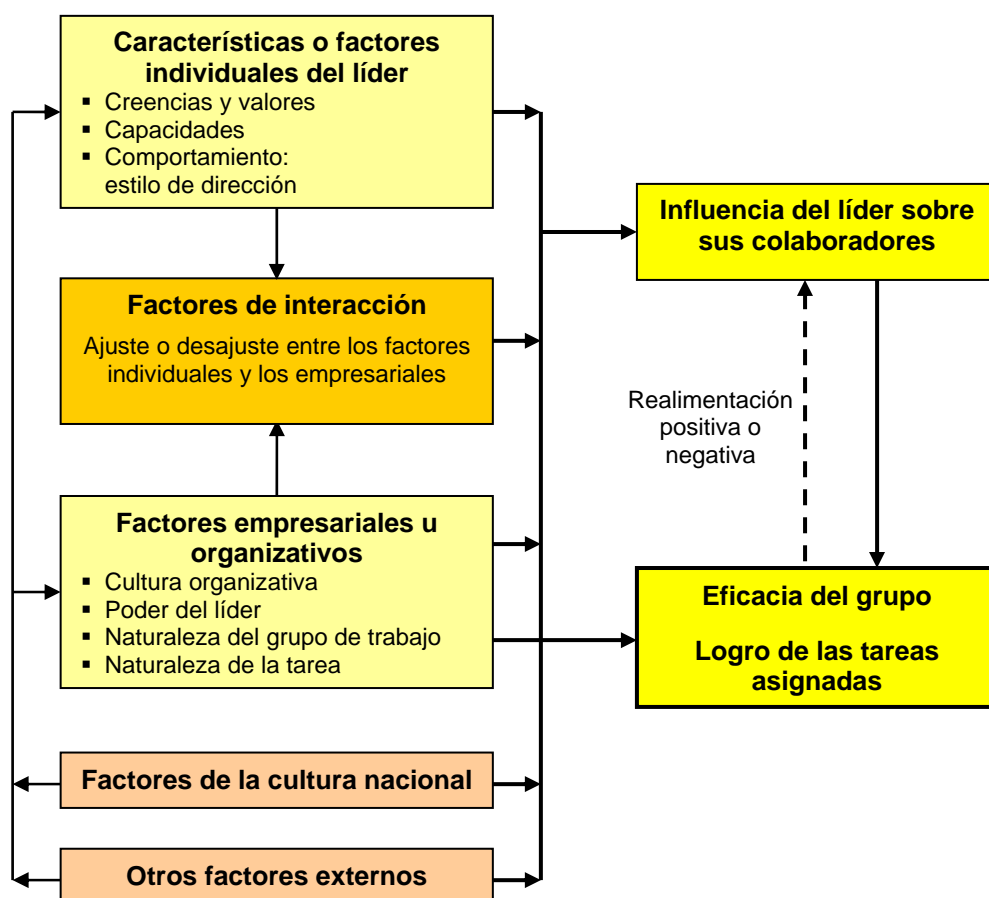 Características o factores
individuales del líder
▪ Creencias y valores
▪ Capacidades
▪ Comportamiento:
estilo de dirección
Influencia del líder sobre
sus colaboradores
Factores de interacción
Ajuste o desajuste entre los factores
individuales y los empresariales
Realimentación
positiva o
negativa
Factores empresariales u
organizativos
▪ Cultura organizativa
▪ Poder del líder
▪ Naturaleza del grupo de trabajo
▪ Naturaleza de la tarea
Eficacia del grupo
Logro de las tareas
asignadas
Factores de la cultura nacional
Otros factores externos